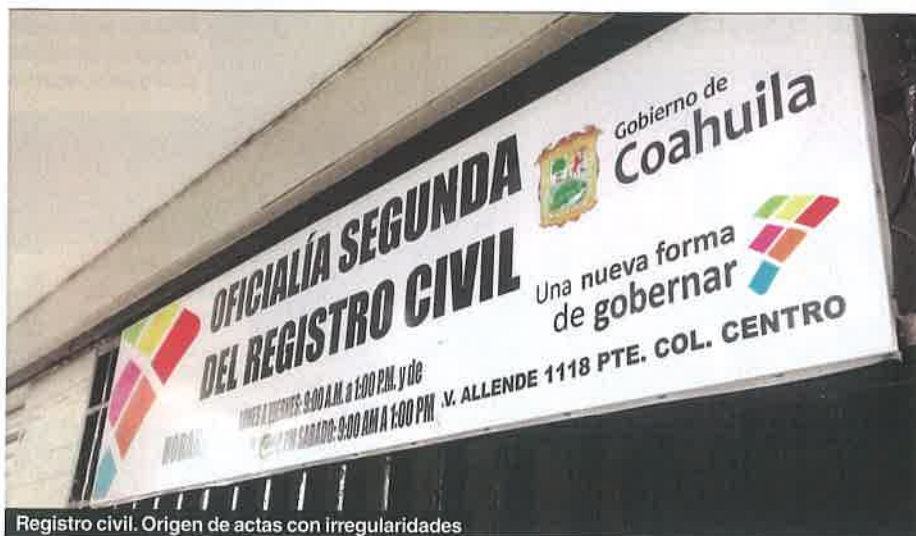 OFICIALÍA SEGUNDA
DEL REGISTRO CIVIL
LUNES A VIERNES: 9:00 A.M. a 1:00 P.M. y de
PM SABADO: 9:00 AM A 1:00 PM .V. ALLENDE 1118 PTE. COL. CENTRO
Gobierno de
Coahuila
Una nueva forma
de gobernar
Registro civil. Origen de actas con irregularidades